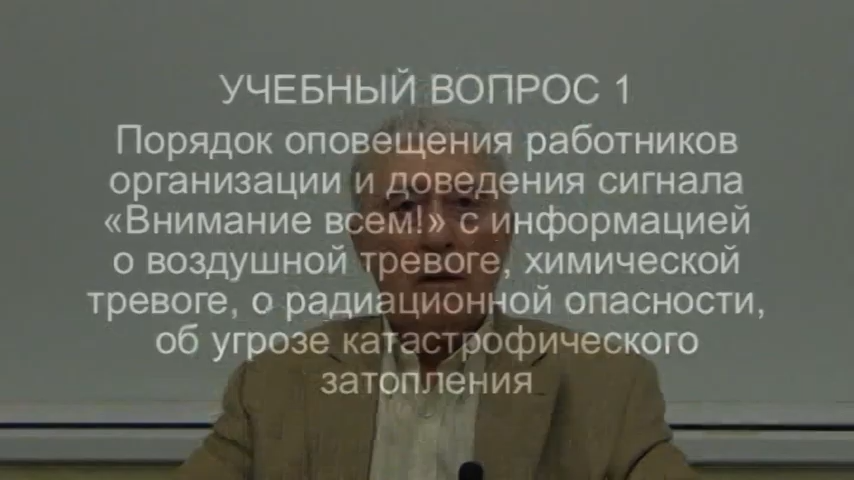 УЧЕБНЫЙ ВОПРОС 1
Порядок оповещения работников
организации и доведения сигнала
«Внимание всем!» с информацией
о воздушной тревоге, химической
тревоге, о радиационной опасности,
об угрозе катастрофического
затопления